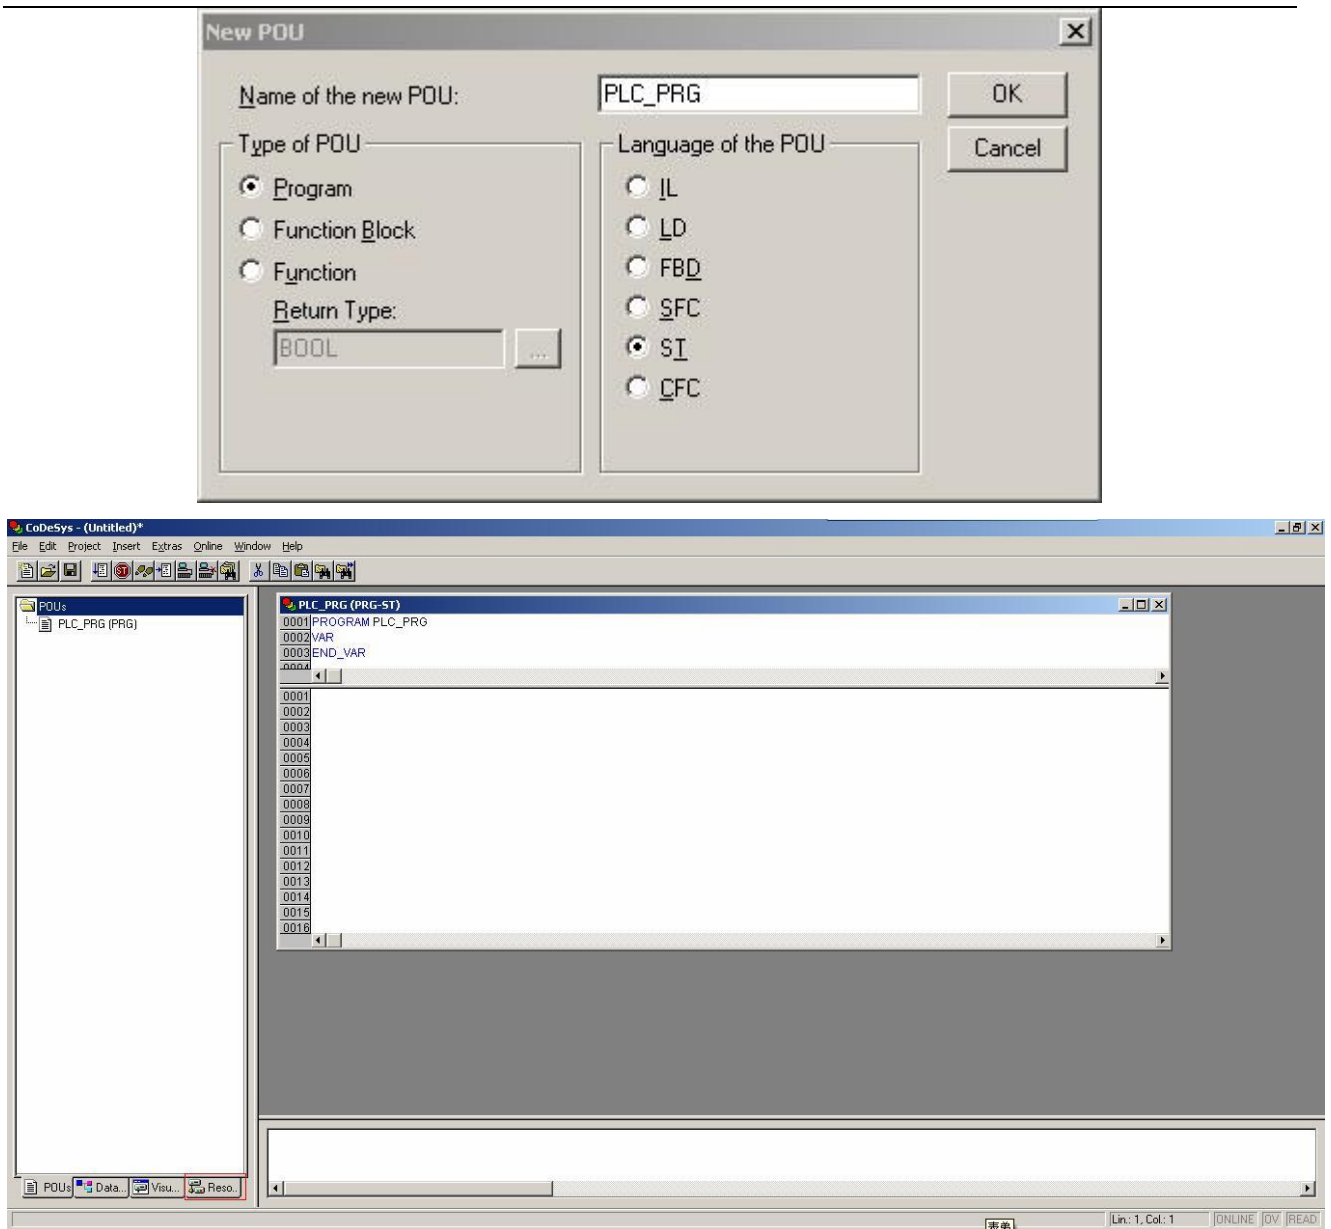 New POU
Name of the new POU:
PLC_PRG
OK
Cancel
Type of POU
Program
Function Block
Function
Return Type:
BOOL
...
Language of the POU
IL
LD
FBD
SFC
ST
CFC
CoDeSys - (Untitled)*
File Edit Project Insert Extras Online Window Help
POUs
PLC_PRG (PRG)
PLC_PRG (PRG-ST)
0001 PROGRAM PLC_PRG
0002 VAR
0003 END_VAR
0004
0001
0002
0003
0004
0005
0006
0007
0008
0009
0010
0011
0012
0013
0014
0015
0016
POUs Data... Visu... Reso...
Lin.: 1, Col.: 1 ONLINE OV READ